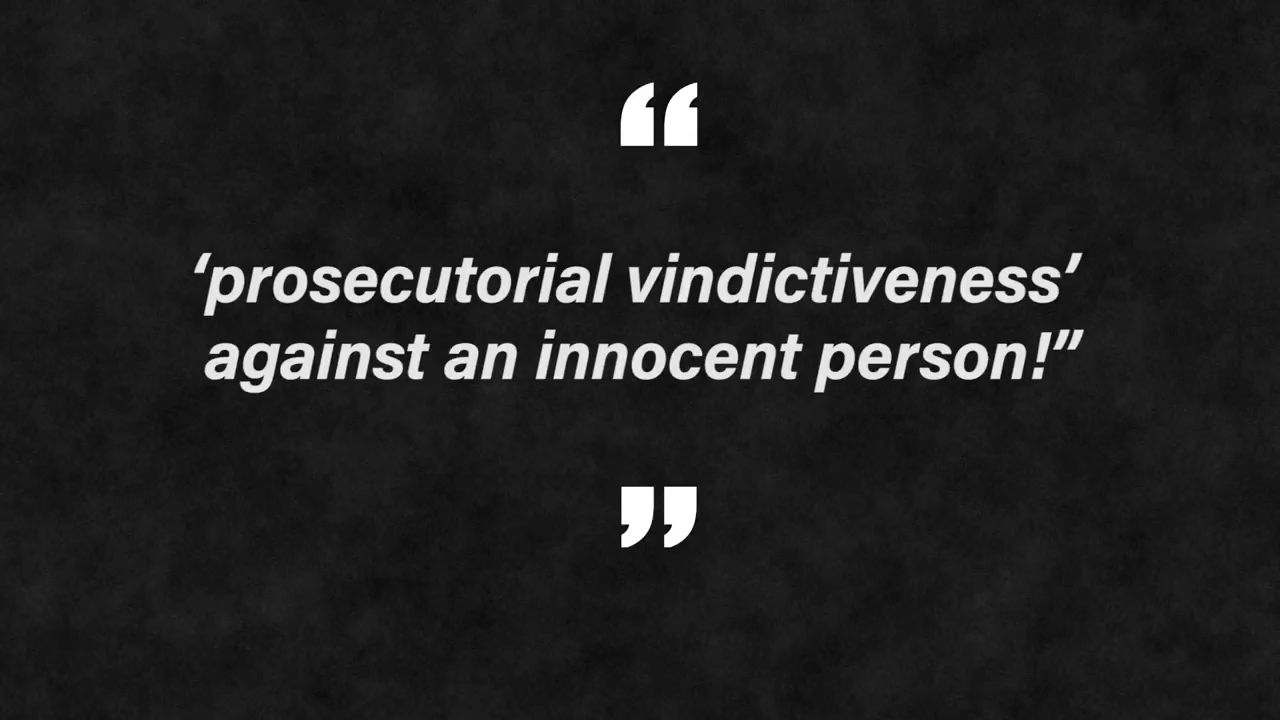 “
‘prosecutorial vindictiveness’
against an innocent person!”
”